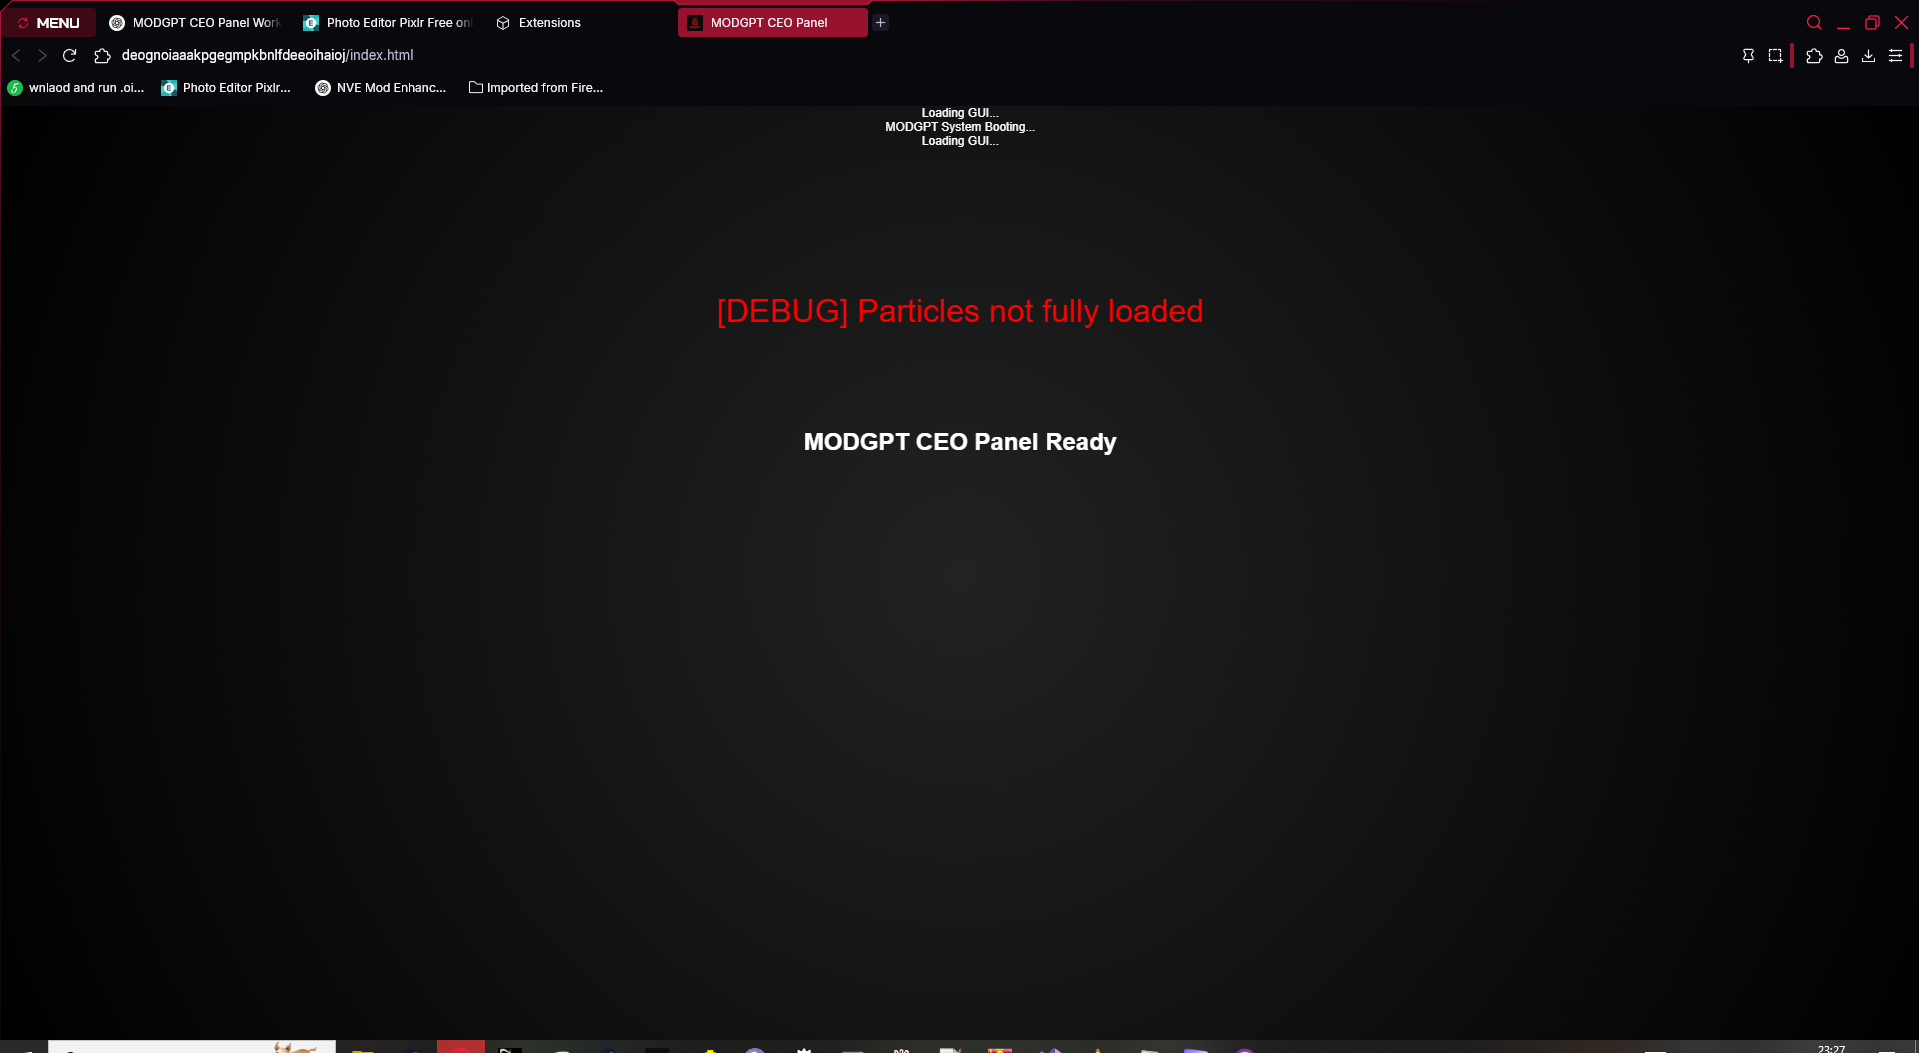 MENU
MODGPT CEO Panel Work
Photo Editor Pixlr Free on
Extensions
MODGPT CEO Panel
deognoiaaakpgegmpkbnlfdeeoihaioj/index.html
wnlaod and run .oi...
Photo Editor Pixlr...
NVE Mod Enhanc...
Imported from Fire...
Loading GUI...
MODGPT System Booting...
Loading GUI...
[DEBUG] Particles not fully loaded
MODGPT CEO Panel Ready
23:27